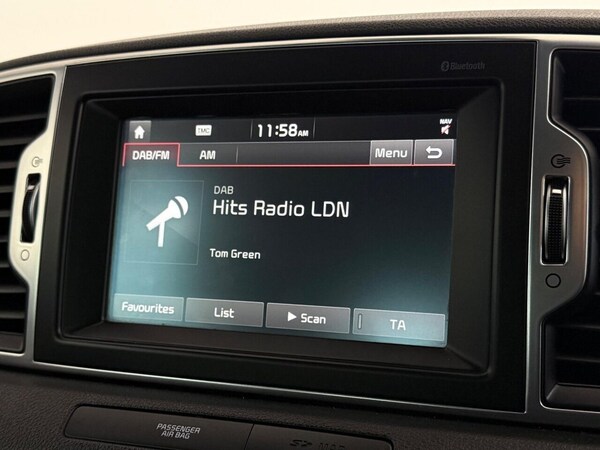 Bluetooth
TMC
11:58AM
NAV
DAB/FM
AM
Menu
DAB
Hits Radio LDN
Tom Green
Favourites
List
Scan
TA
PASSENGER
AIR BAG